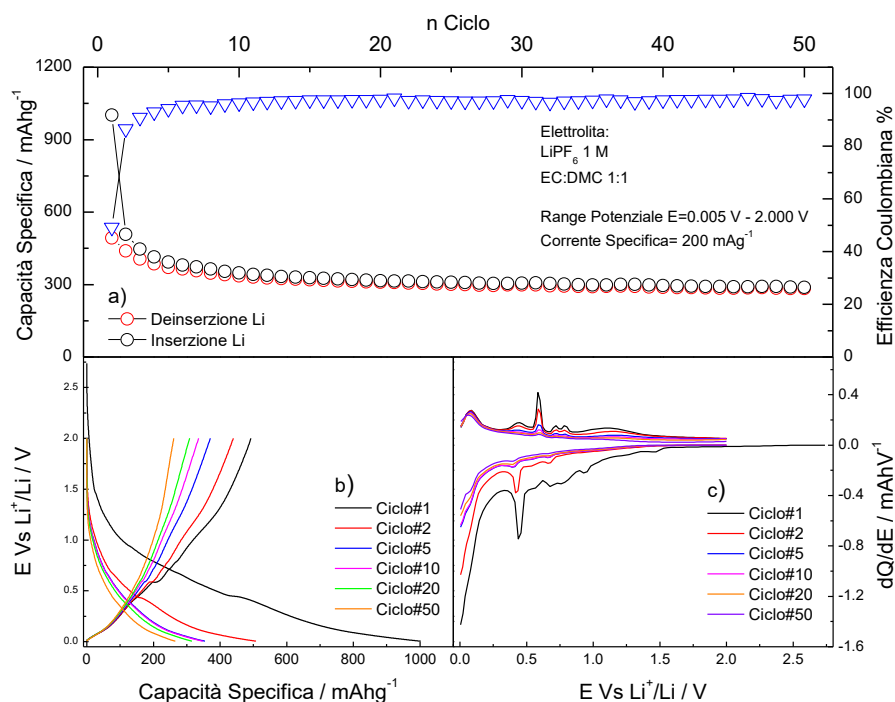 n Ciclo
0 10 20 30 40 50
1200
900
600
300
0
Capacità Specifica / mAhg⁻¹
100
80
60
40
20
0
Efficienza Coulombiana %
Elettrolita:
LiPF₆ 1 M
EC:DMC 1:1
Range Potenziale E=0.005 V - 2.000 V
Corrente Specifica= 200 mAg⁻¹
a)
Deinserzione Li
Inserzione Li
2.5
2.0
1.5
1.0
0.5
0.0
E Vs Li⁺/Li / V
b)
Ciclo#1
Ciclo#2
Ciclo#5
Ciclo#10
Ciclo#20
Ciclo#50
0 200 400 600 800 1000
Capacità Specifica / mAhg⁻¹
c)
Ciclo#1
Ciclo#2
Ciclo#5
Ciclo#10
Ciclo#20
Ciclo#50
0.4
0.0
-0.4
-0.8
-1.2
-1.6
dQ/dE / mAhV⁻¹
0.0 0.5 1.0 1.5 2.0 2.5
E Vs Li⁺/Li / V